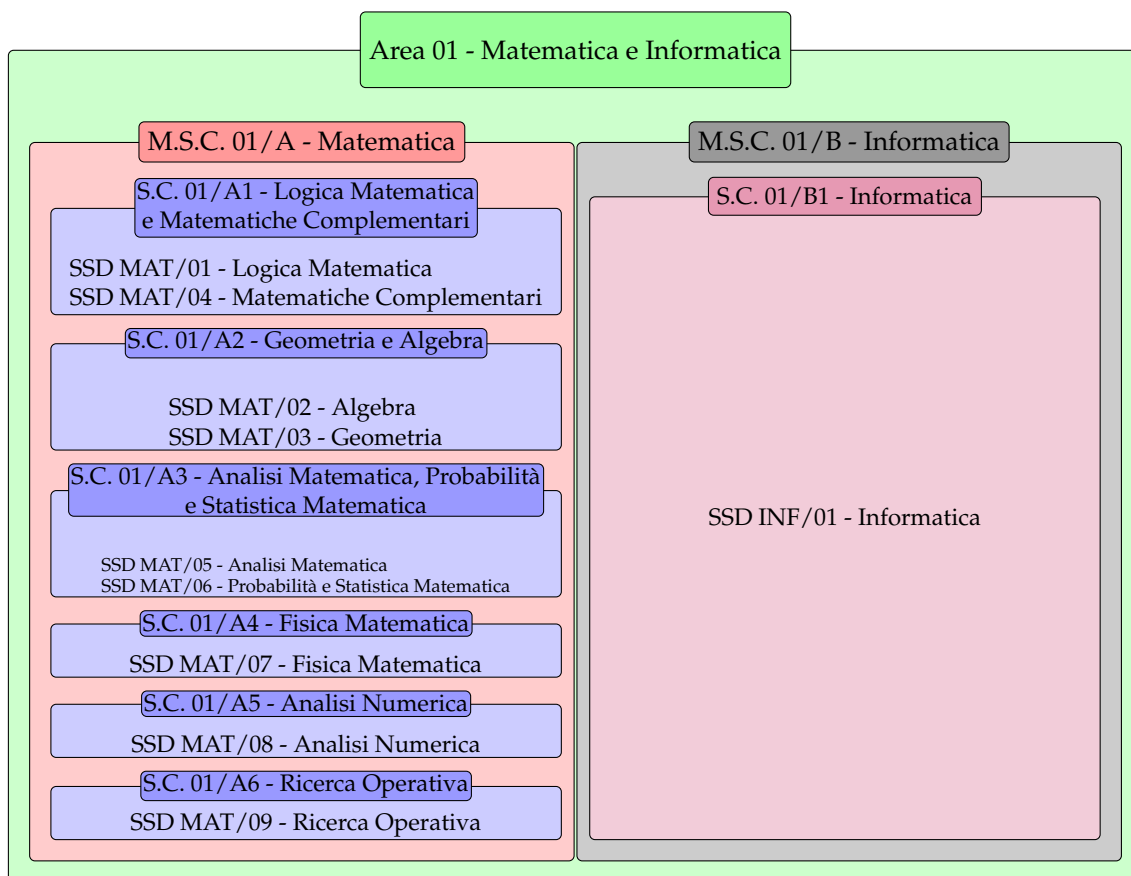 Area 01 - Matematica e Informatica
M.S.C. 01/A - Matematica
S.C. 01/A1 - Logica Matematica
e Matematiche Complementari
SSD MAT/01 - Logica Matematica
SSD MAT/04 - Matematiche Complementari
S.C. 01/A2 - Geometria e Algebra
SSD MAT/02 - Algebra
SSD MAT/03 - Geometria
S.C. 01/A3 - Analisi Matematica, Probabilità
e Statistica Matematica
SSD MAT/05 - Analisi Matematica
SSD MAT/06 - Probabilità e Statistica Matematica
S.C. 01/A4 - Fisica Matematica
SSD MAT/07 - Fisica Matematica
S.C. 01/A5 - Analisi Numerica
SSD MAT/08 - Analisi Numerica
S.C. 01/A6 - Ricerca Operativa
SSD MAT/09 - Ricerca Operativa
M.S.C. 01/B - Informatica
S.C. 01/B1 - Informatica
SSD INF/01 - Informatica